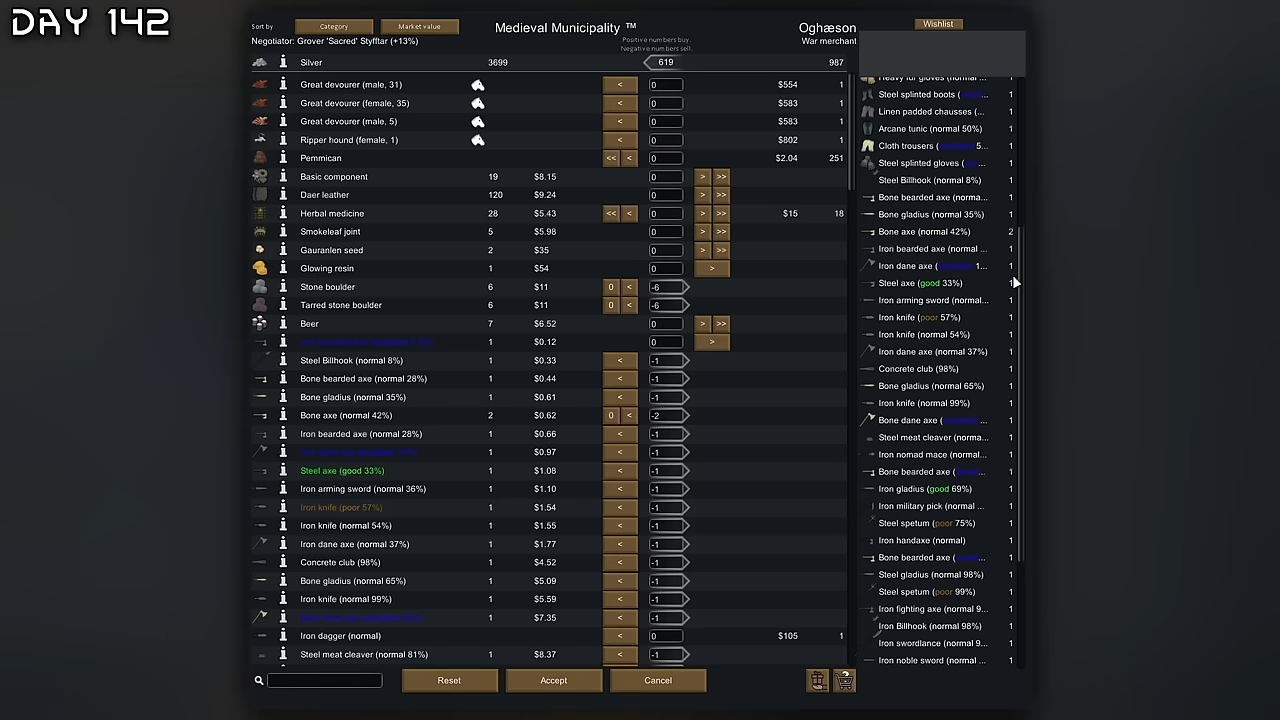 DAY 142
Sort by Category Market value Medieval Municipality ™ Oghæson Wishlist
Negotiator: Grover 'Sacred' Styfftar (+13%) Positive numbers buy. War merchant
Negative numbers sell.
Silver 3699 619 987
Great devourer (male, 31) < 0 $554 1
Great devourer (female, 35) < 0 $583 1
Great devourer (male, 5) < 0 $583 1
Ripper hound (female, 1) < 0 $802 1
Pemmican << < 0 $2.04 251
Basic component 19 $8.15 0 > >>
Daer leather 120 $9.24 0 > >>
Herbal medicine 28 $5.43 << < 0 > >> $15 18
Smokeleaf joint 5 $5.98 0 > >>
Gauranlen seed 2 $35 0 > >>
Glowing resin 1 $54 0 >
Stone boulder 6 $11 0 < -6
Tarred stone boulder 6 $11 0 < -6
Beer 7 $6.52 0 > >>
1 $0.12 0 >
Steel Billhook (normal 8%) 1 $0.33 < -1
Bone bearded axe (normal 28%) 1 $0.44 < -1
Bone gladius (normal 35%) 1 $0.61 < -1
Bone axe (normal 42%) 2 $0.62 0 < -2
Iron bearded axe (normal 28%) 1 $0.66 < -1
1 $0.97 < -1
Steel axe (good 33%) 1 $1.08 < -1
Iron arming sword (normal 36%) 1 $1.10 < -1
Iron knife (poor 57%) 1 $1.54 < -1
Iron knife (normal 54%) 1 $1.55 < -1
Iron dane axe (normal 37%) 1 $1.77 < -1
Concrete club (98%) 1 $4.52 < -1
Bone gladius (normal 65%) 1 $5.09 < -1
Iron knife (normal 99%) 1 $5.59 < -1
1 $7.35 < -1
Iron dagger (normal) < 0 $105 1
Steel meat cleaver (normal 81%) 1 $8.37 < -1
Reset Accept Cancel
Heavy fur gloves (normal 1
Steel splinted boots ( ... 1
Linen padded chausses (... 1
Arcane tunic (normal 50%) 1
Cloth trousers ( 5... 1
Steel splinted gloves ( ... 1
Steel Billhook (normal 8%) 1
Bone bearded axe (norma... 1
Bone gladius (normal 35%) 1
Bone axe (normal 42%) 2
Iron bearded axe (normal ... 1
Iron dane axe ( 1... 1
Steel axe (good 33%) 1
Iron arming sword (normal... 1
Iron knife (poor 57%) 1
Iron knife (normal 54%) 1
Iron dane axe (normal 37%) 1
Concrete club (98%) 1
Bone gladius (normal 65%) 1
Iron knife (normal 99%) 1
Bone dane axe ( ... 1
Steel meat cleaver (norma... 1
Iron nomad mace (normal ... 1
Bone bearded axe ( ... 1
Iron gladius (good 69%) 1
Iron military pick (normal ... 1
Steel spetum (poor 75%) 1
Iron handaxe (normal) 1
Bone bearded axe ( ... 1
Steel gladius (normal 98%) 1
Steel spetum (poor 99%) 1
Iron fighting axe (normal 9... 1
Iron Billhook (normal 98%) 1
Iron swordlance (normal 9... 1
Iron noble sword (normal ... 1